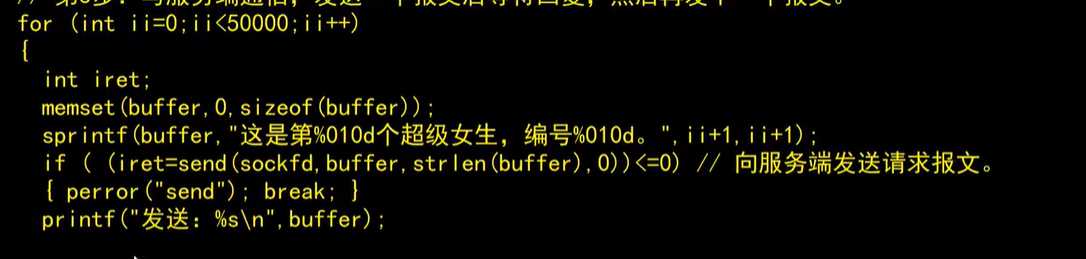 for (int ii=0;ii<50000;ii++)
{
int iret;
memset(buffer,0,sizeof(buffer));
sprintf(buffer,"这是第%010d个超级女生，编号%010d。",ii+1,ii+1);
if ( (iret=send(sockfd,buffer,strlen(buffer),0))<=0) // 向服务端发送请求报文。
{ perror("send"); break; }
printf("发送：%s\n",buffer);